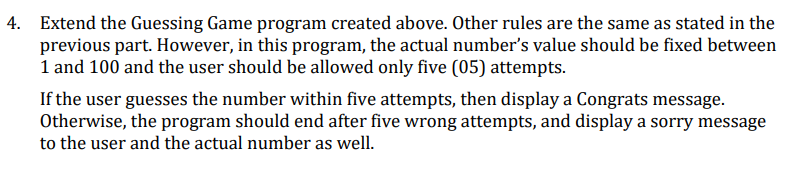 4. Extend the Guessing Game program created above. Other rules are the same as stated in the
previous part. However, in this program, the actual number’s value should be fixed between
1 and 100 and the user should be allowed only five (05) attempts.
If the user guesses the number within five attempts, then display a Congrats message.
Otherwise, the program should end after five wrong attempts, and display a sorry message
to the user and the actual number as well.